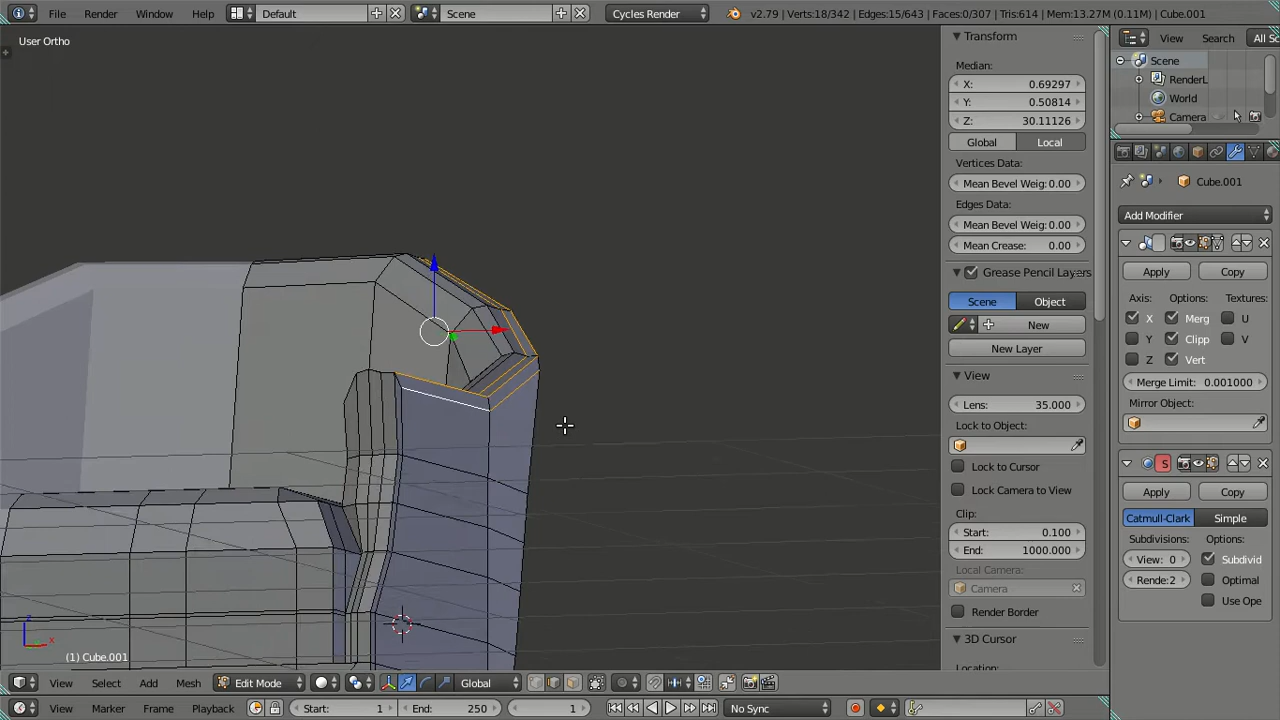 File Render Window Help Default Scene Cycles Render v2.79 | Verts:18/342 | Edges:15/643 | Faces:0/307 | Tris:614 | Mem:13.27M (0.11M) | Cube.001
User Ortho
Transform
Median:
X: 0.69297
Y: 0.50814
Z: 30.11126
Global Local
Vertices Data:
Mean Bevel Weig:0.00
Edges Data:
Mean Bevel Weig:0.00
Mean Crease: 0.00
Grease Pencil Layers
Scene Object
New
New Layer
View
Lens: 35.000
Lock to Object:
Lock to Cursor
Lock Camera to View
Clip:
Start: 0.100
End: 1000.000
Local Camera:
Camera
Render Border
3D Cursor
Location:
View Search All Sc
Scene
RenderL
World
Camera
Cube.001
Add Modifier
Apply Copy
Axis: Options: Textures:
X Merg U
Y Clipp V
Z Vert
Merge Limit: 0.001000
Mirror Object:
S
Apply Copy
Catmull-Clark Simple
Subdivisions: Options:
View: 0 Subdivid
Rende:2 Optimal
Use Ope
z
x
(1) Cube.001
View Select Add Mesh Edit Mode Global
View Marker Frame Playback Start: 1 End: 250 1 No Sync